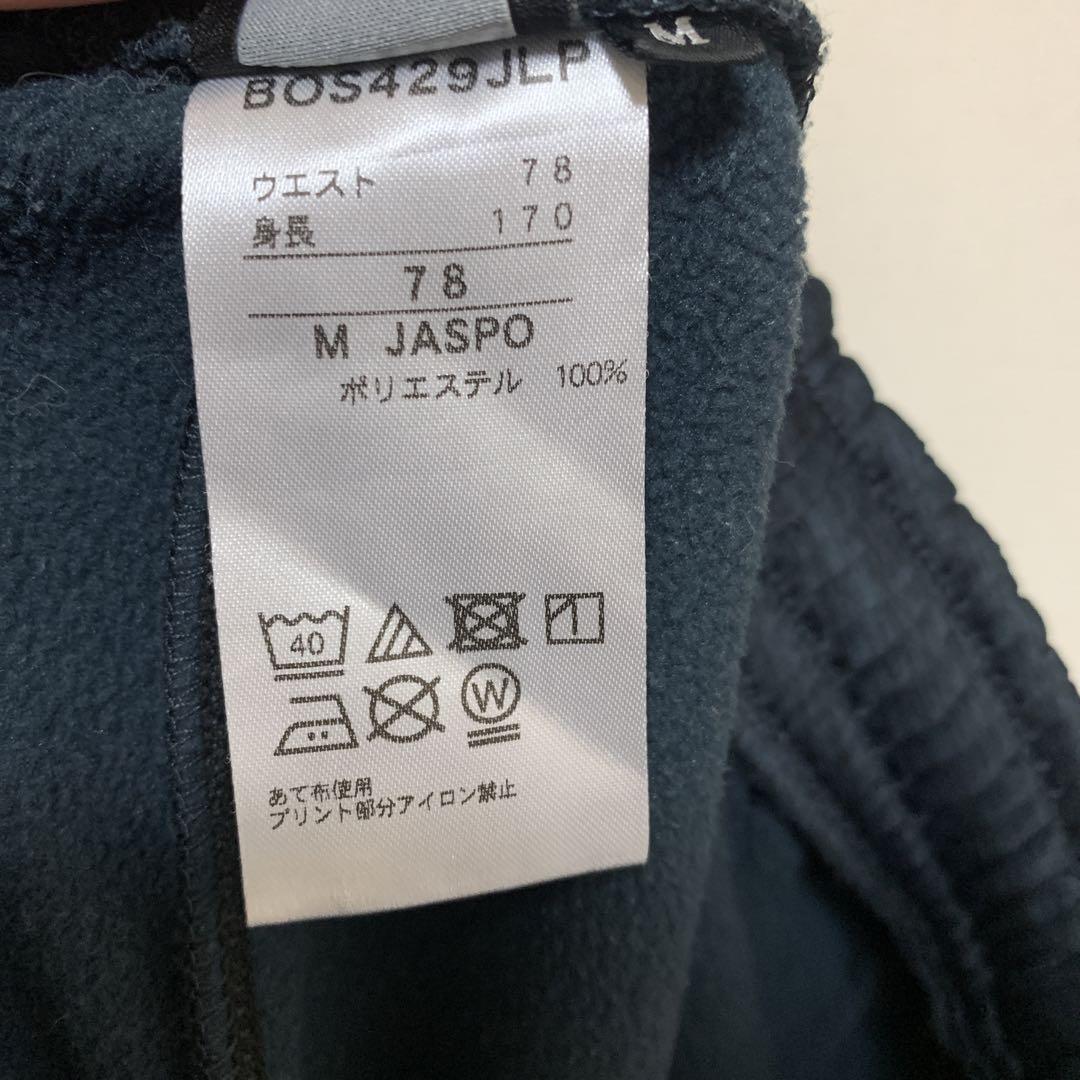 M
BOS429JLP
ウエスト 78
身長 170
78
M JASPO
ポリエステル 100%
40
W
あて布使用
プリント部分アイロン禁止